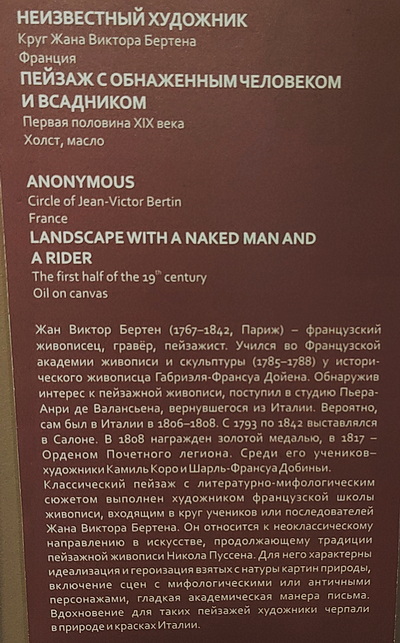 НЕИЗВЕСТНЫЙ ХУДОЖНИК
Круг Жана Виктора Бертена
Франция
ПЕЙЗАЖ С ОБНАЖЕННЫМ ЧЕЛОВЕКОМ
И ВСАДНИКОМ
Первая половина XIX века
Холст, масло
ANONYMOUS
Circle of Jean-Victor Bertin
France
LANDSCAPE WITH A NAKED MAN AND
A RIDER
The first half of the 19th century
Oil on canvas
Жан Виктор Бертен (1767–1842, Париж) – французский
живописец, гравёр, пейзажист. Учился во Французской
академии живописи и скульптуры (1785–1788) у истори-
ческого живописца Габриэля-Франсуа Дойена. Обнаружив
интерес к пейзажной живописи, поступил в студию Пьера-
Анри де Валансьена, вернувшегося из Италии. Вероятно,
сам был в Италии в 1806–1808. С 1793 по 1842 выставлялся
в Салоне. В 1808 награжден золотой медалью, в 1817 –
Орденом Почетного легиона. Среди его учеников–
художники Камиль Коро и Шарль-Франсуа Добиньи.
Классический пейзаж с литературно-мифологическим
сюжетом выполнен художником французской школы
живописи, входящим в круг учеников или последователей
Жана Виктора Бертена. Он относится к неоклассическому
направлению в искусстве, продолжающему традиции
пейзажной живописи Никола Пуссена. Для него характерны
идеализация и героизация взятых с натуры картин природы,
включение сцен с мифологическими или античными
персонажами, гладкая академическая манера письма.
Вдохновение для таких пейзажей художники черпали
в природе и красках Италии.